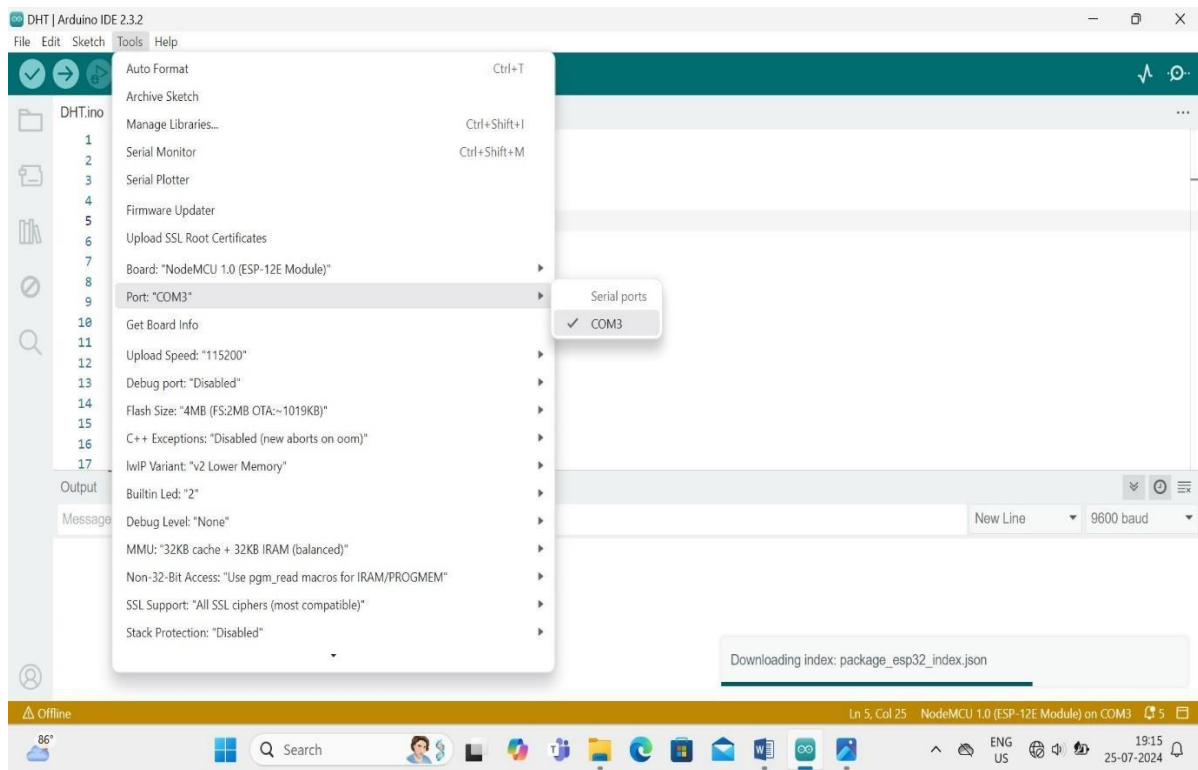 DHT | Arduino IDE 2.3.2
File Edit Sketch Tools Help
DHT.ino
Auto Format Ctrl+T
Archive Sketch
Manage Libraries... Ctrl+Shift+I
Serial Monitor Ctrl+Shift+M
Serial Plotter
Firmware Updater
Upload SSL Root Certificates
Board: "NodeMCU 1.0 (ESP-12E Module)"
Port: "COM3"
Serial ports
COM3
Get Board Info
Upload Speed: "115200"
Debug port: "Disabled"
Flash Size: "4MB (FS:2MB OTA:~1019KB)"
C++ Exceptions: "Disabled (new aborts on oom)"
lwIP Variant: "v2 Lower Memory"
Builtin Led: "2"
Debug Level: "None"
MMU: "32KB cache + 32KB IRAM (balanced)"
Non-32-Bit Access: "Use pgm_read macros for IRAM/PROGMEM"
SSL Support: "All SSL ciphers (most compatible)"
Stack Protection: "Disabled"
1
2
3
4
5
6
7
8
9
10
11
12
13
14
15
16
17
Output
Message
New Line 9600 baud
Downloading index: package_esp32_index.json
Offline
Ln 5, Col 25 NodeMCU 1.0 (ESP-12E Module) on COM3 5
86°
Search
ENG
US
19:15
25-07-2024